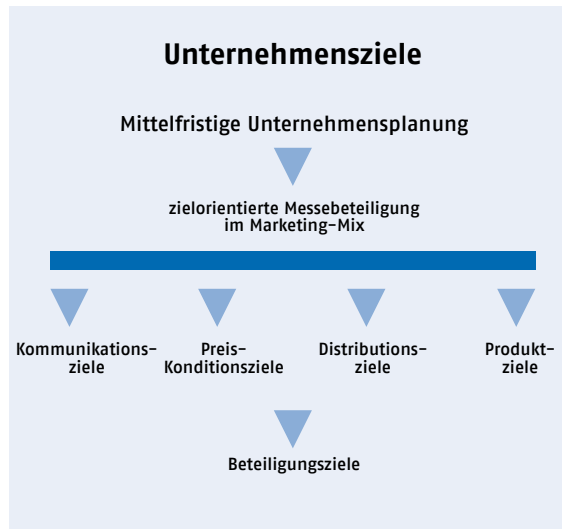 Unternehmensziele
Mittelfristige Unternehmensplanung
zielorientierte Messebeteiligung
im Marketing-Mix
Kommunikations-
ziele
Preis-
Konditionsziele
Distributions-
ziele
Produkt-
ziele
Beteiligungsziele